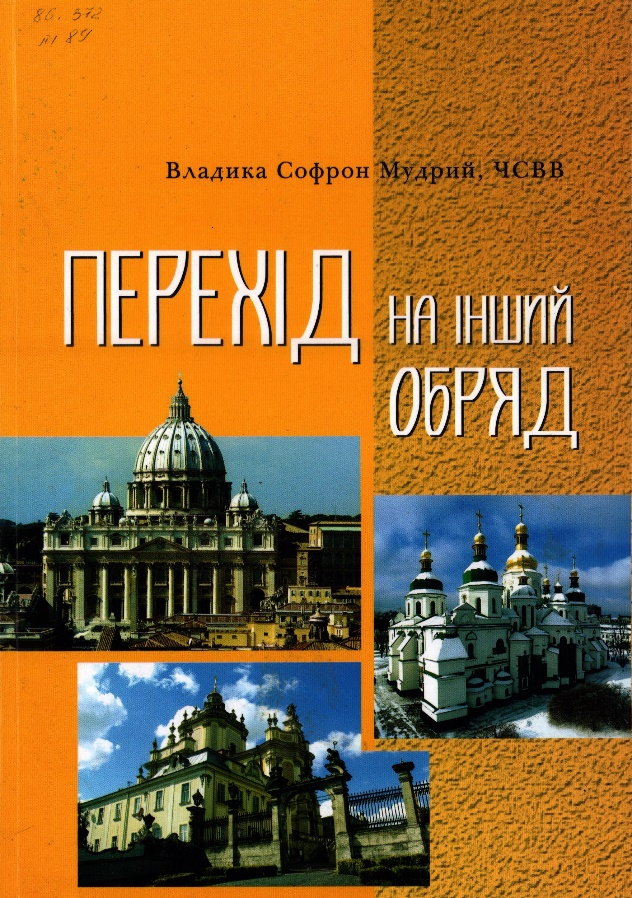 86.372
М 89
Владика Софрон Мудрий, ЧСВВ
ПЕРЕХІД
НА ІНШИЙ
ОБРЯД